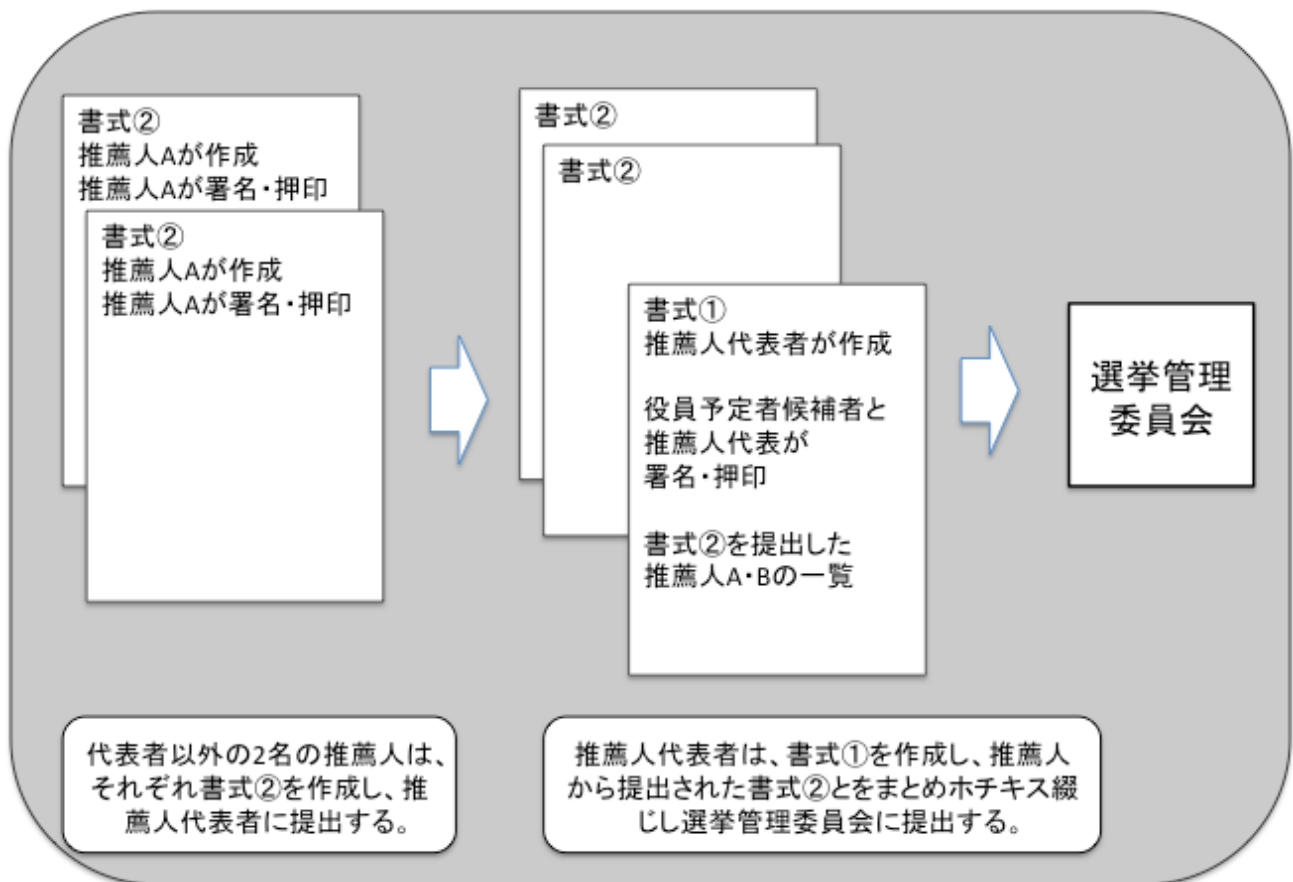 書式②
推薦人Aが作成
推薦人Aが署名・押印
書式②
推薦人Aが作成
推薦人Aが署名・押印
書式②
書式②
書式①
推薦人代表者が作成
役員予定者候補者と
推薦人代表が
署名・押印
書式②を提出した
推薦人A・Bの一覧
選挙管理
委員会
代表者以外の2名の推薦人は、
それぞれ書式②を作成し、推
薦人代表者に提出する。
推薦人代表者は、書式①を作成し、推薦人
から提出された書式②とをまとめホチキス綴
じし選挙管理委員会に提出する。